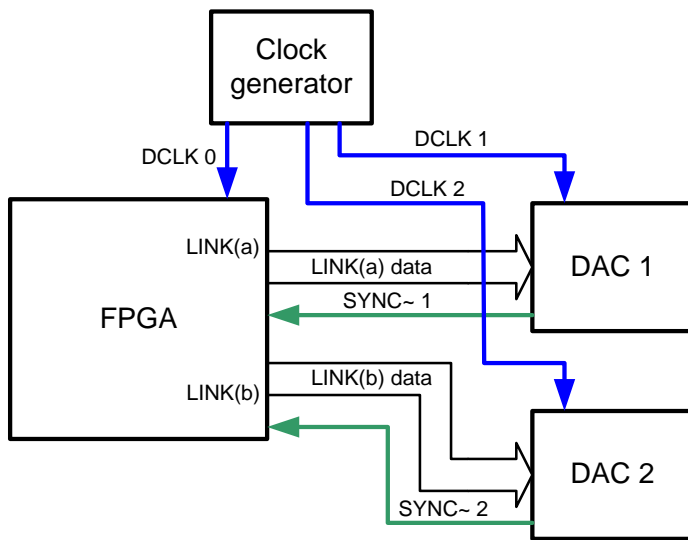 Clock
generator
DCLK 0
DCLK 1
DCLK 2
LINK(a)
LINK(a) data
DAC 1
SYNC~ 1
FPGA
LINK(b) data
LINK(b)
DAC 2
SYNC~ 2